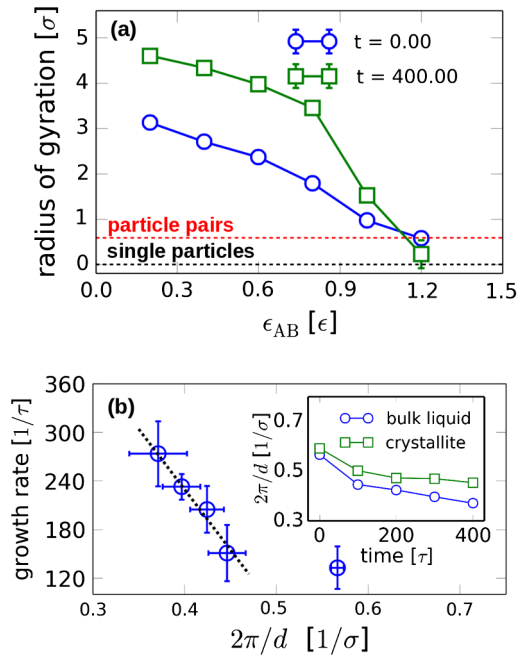 (a)
t = 0.00
t = 400.00
radius of gyration [σ]
5
4
3
2
1
0
particle pairs
single particles
0.0 0.3 0.6 0.9 1.2 1.5
ϵAB [ϵ]
(b)
growth rate [1/τ]
360
300
240
180
120
0.3 0.4 0.5 0.6 0.7
2π/d [1/σ]
bulk liquid
crystallite
2π/d [1/σ]
0.7
0.5
0.3
0 200 400
time [τ]